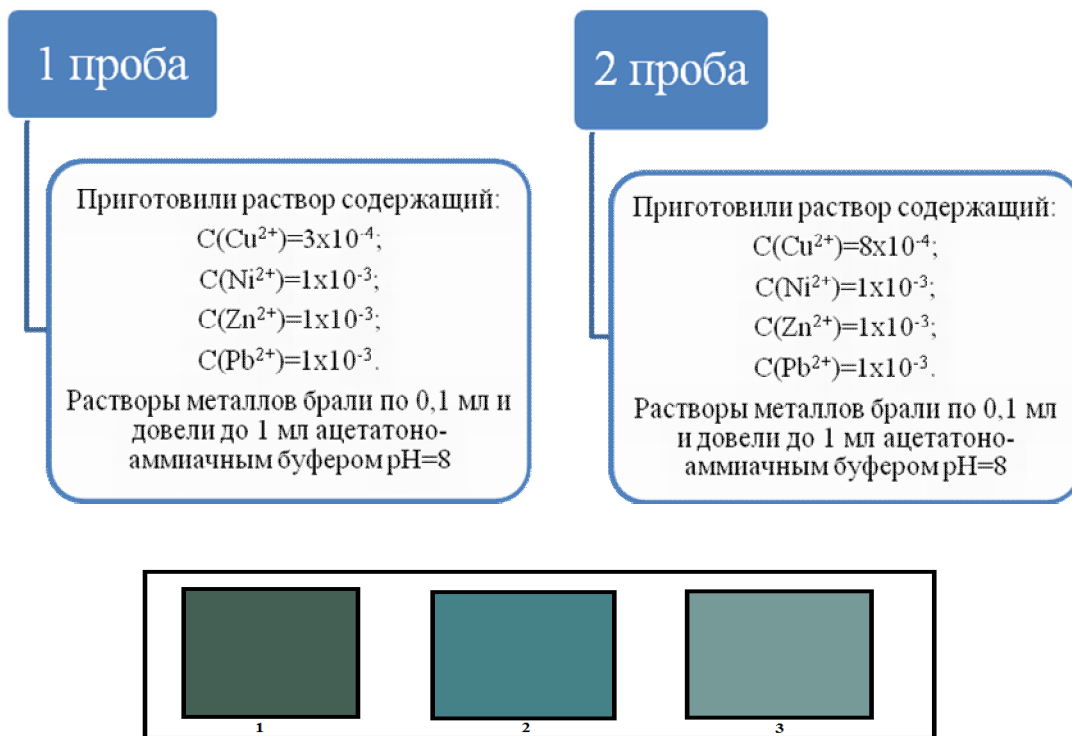 1 проба
Приготовили раствор содержащий:
C(Cu²⁺)=3x10⁻⁴;
C(Ni²⁺)=1x10⁻³;
C(Zn²⁺)=1x10⁻³;
C(Pb²⁺)=1x10⁻³.
Растворы металлов брали по 0,1 мл и
довели до 1 мл ацетатоно-
аммиачным буфером pH=8
2 проба
Приготовили раствор содержащий:
C(Cu²⁺)=8x10⁻⁴;
C(Ni²⁺)=1x10⁻³;
C(Zn²⁺)=1x10⁻³;
C(Pb²⁺)=1x10⁻³.
Растворы металлов брали по 0,1 мл
и довели до 1 мл ацетатоно-
аммиачным буфером pH=8
1
2
3